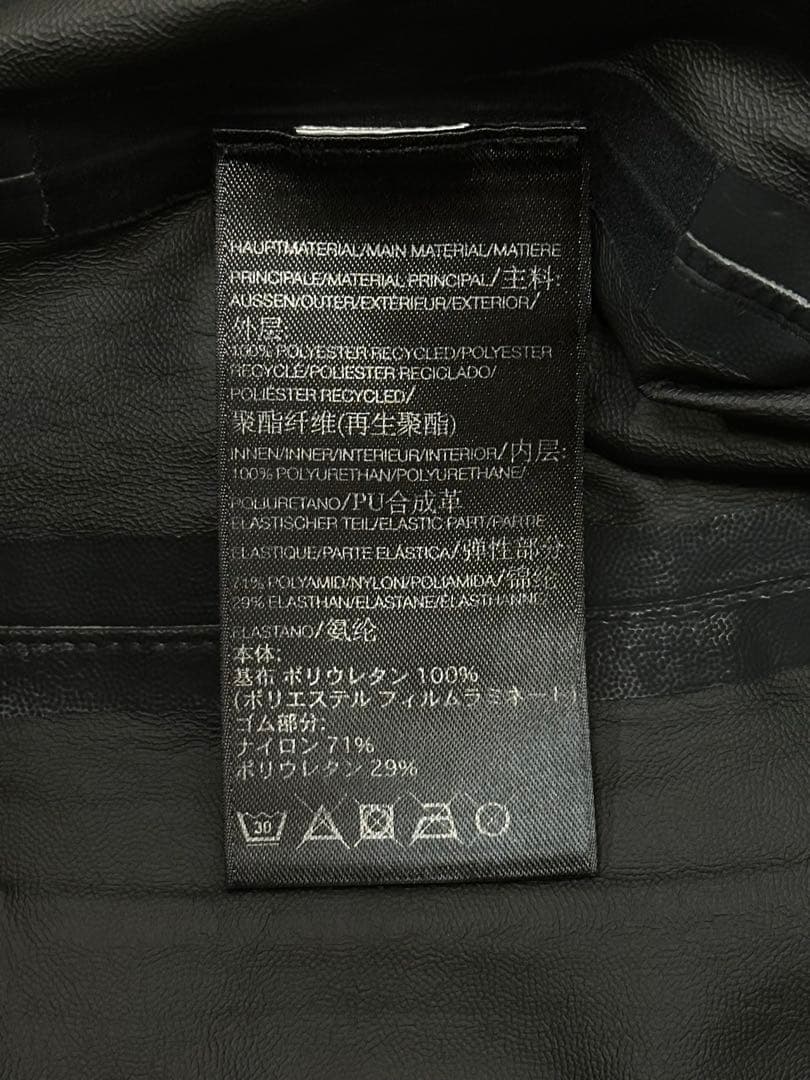 HAUPTMATERIAL/MAIN MATERIAL/MATIERE
PRINCIPALE/MATERIAL PRINCIPAL/主料:
AUSSEN/OUTER/EXTÉRIEUR/EXTERIOR/
外层:
100% POLYESTER RECYCLED/POLYESTER
RECYCLÉ/POLIÉSTER RECICLADO/
POLIÉSTER RECYCLED/
聚酯纤维(再生聚酯)
INNEN/INNER/INTERIEUR/INTERIOR/内层:
100% POLYURETHAN/POLYURETHANE/
POLIURETANO/PU合成革
ELASTISCHER TEIL/ELASTIC PART/PARTIE
ELASTIQUE/PARTE ELÁSTICA/弹性部分
71% POLYAMID/NYLON/POLIAMIDA/锦纶
29% ELASTHAN/ELASTANE/ÉLASTHANNE
ELASTANO/氨纶
本体:
基布 ポリウレタン 100%
(ポリエステル フィルムラミネート)
ゴム部分:
ナイロン 71%
ポリウレタン 29%
30